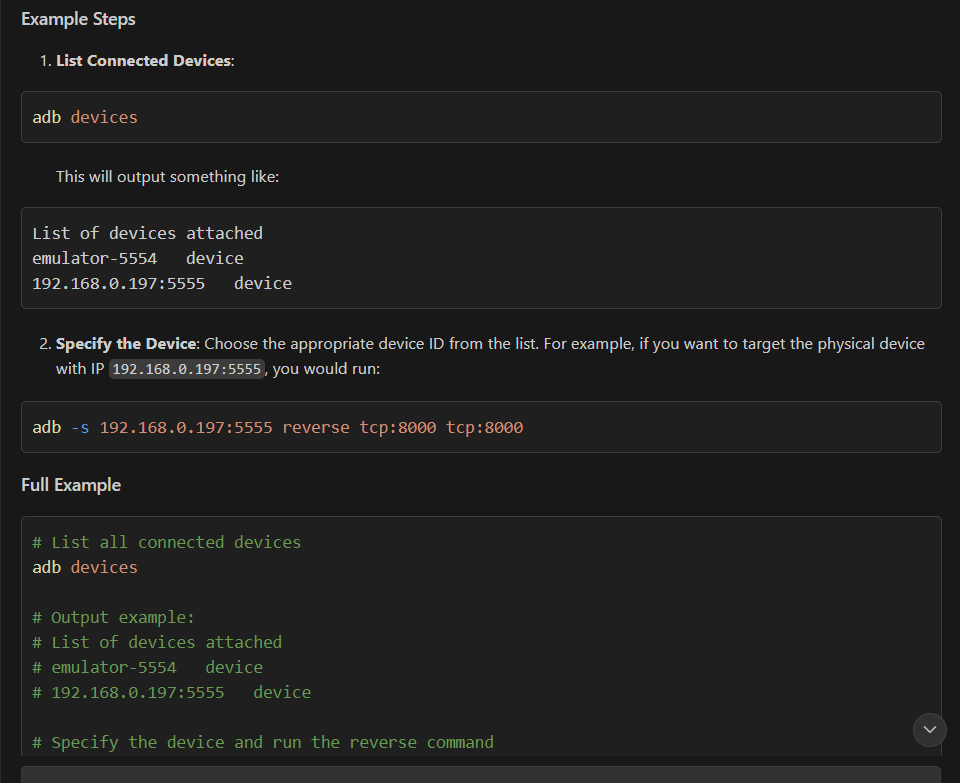 Example Steps
1. List Connected Devices:
adb devices
This will output something like:
List of devices attached
emulator-5554   device
192.168.0.197:5555   device
2. Specify the Device: Choose the appropriate device ID from the list. For example, if you want to target the physical device
with IP 192.168.0.197:5555, you would run:
adb -s 192.168.0.197:5555 reverse tcp:8000 tcp:8000
Full Example
# List all connected devices
adb devices
# Output example:
# List of devices attached
# emulator-5554   device
# 192.168.0.197:5555   device
# Specify the device and run the reverse command